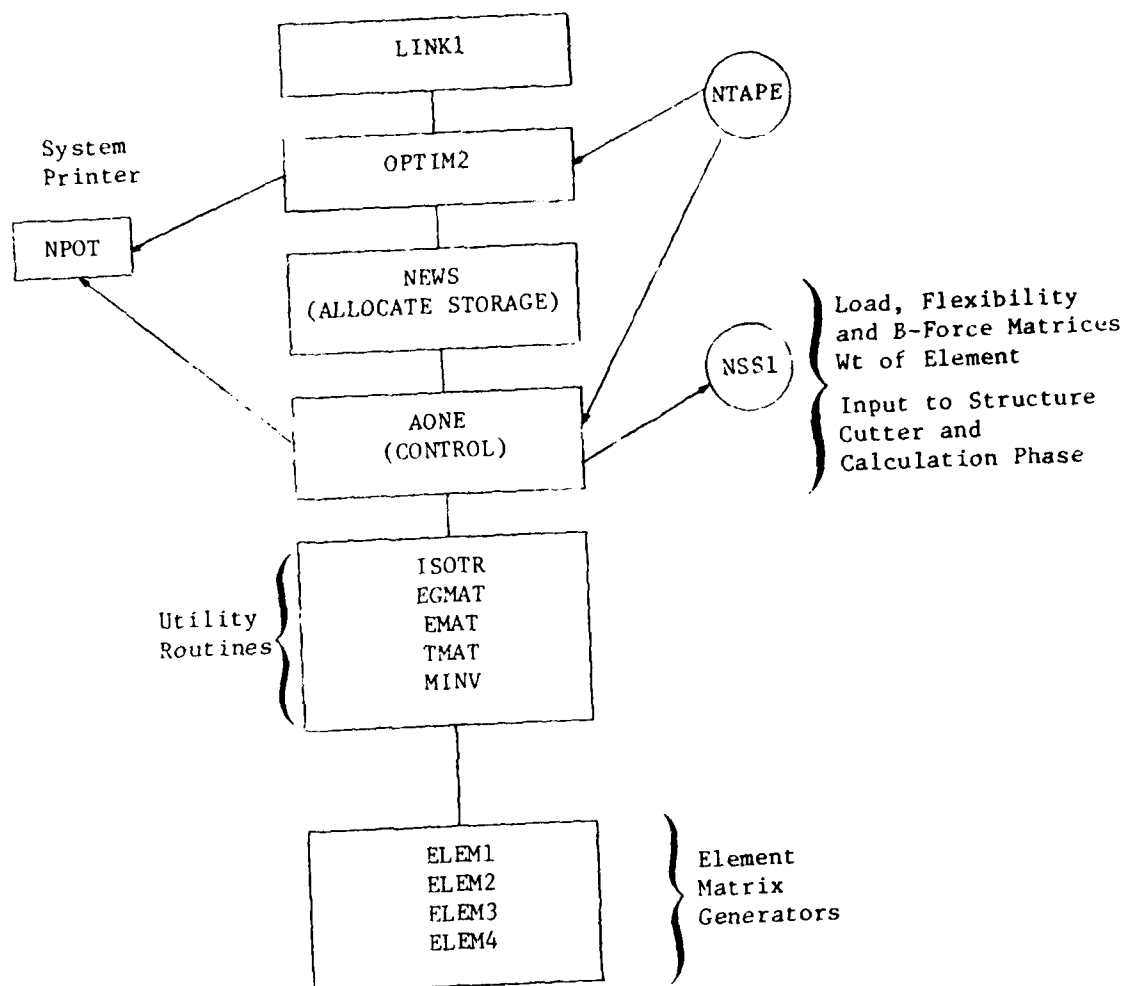 LINK1
NTAPE
System
Printer
OPTIM2
NPOT
NEWS
(ALLOCATE STORAGE)
Load, Flexibility
and B-Force Matrices
Wt of Element
NSS1
Input to Structure
Cutter and
Calculation Phase
AONE
(CONTROL)
Utility
Routines
ISOTR
EGMAT
EMAT
TMAT
MINV
ELEM1
ELEM2
ELEM3
ELEM4
Element
Matrix
Generators